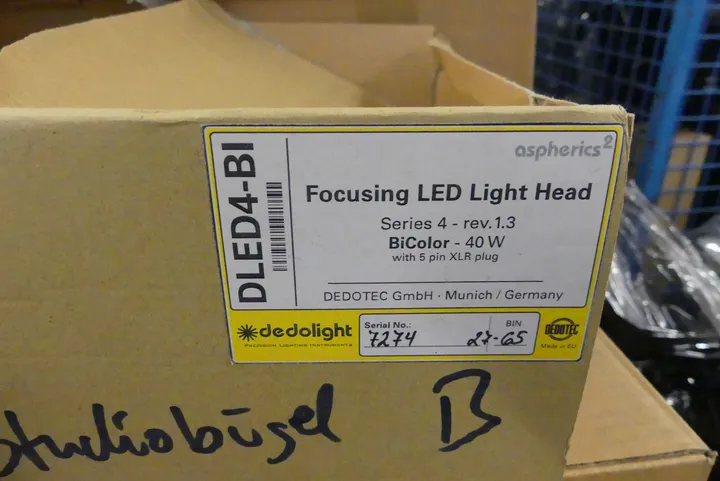 DLED4-BI
aspherics²
Focusing LED Light Head
Series 4 - rev.1.3
BiColor - 40 W
with 5 pin XLR plug
DEDOTEC GmbH · Munich / Germany
dedolight
PRECISION LIGHTING INSTRUMENTS
Serial No.:
7274
BIN
27-65
DEDOTEC
Made in EU
Studiobügel B